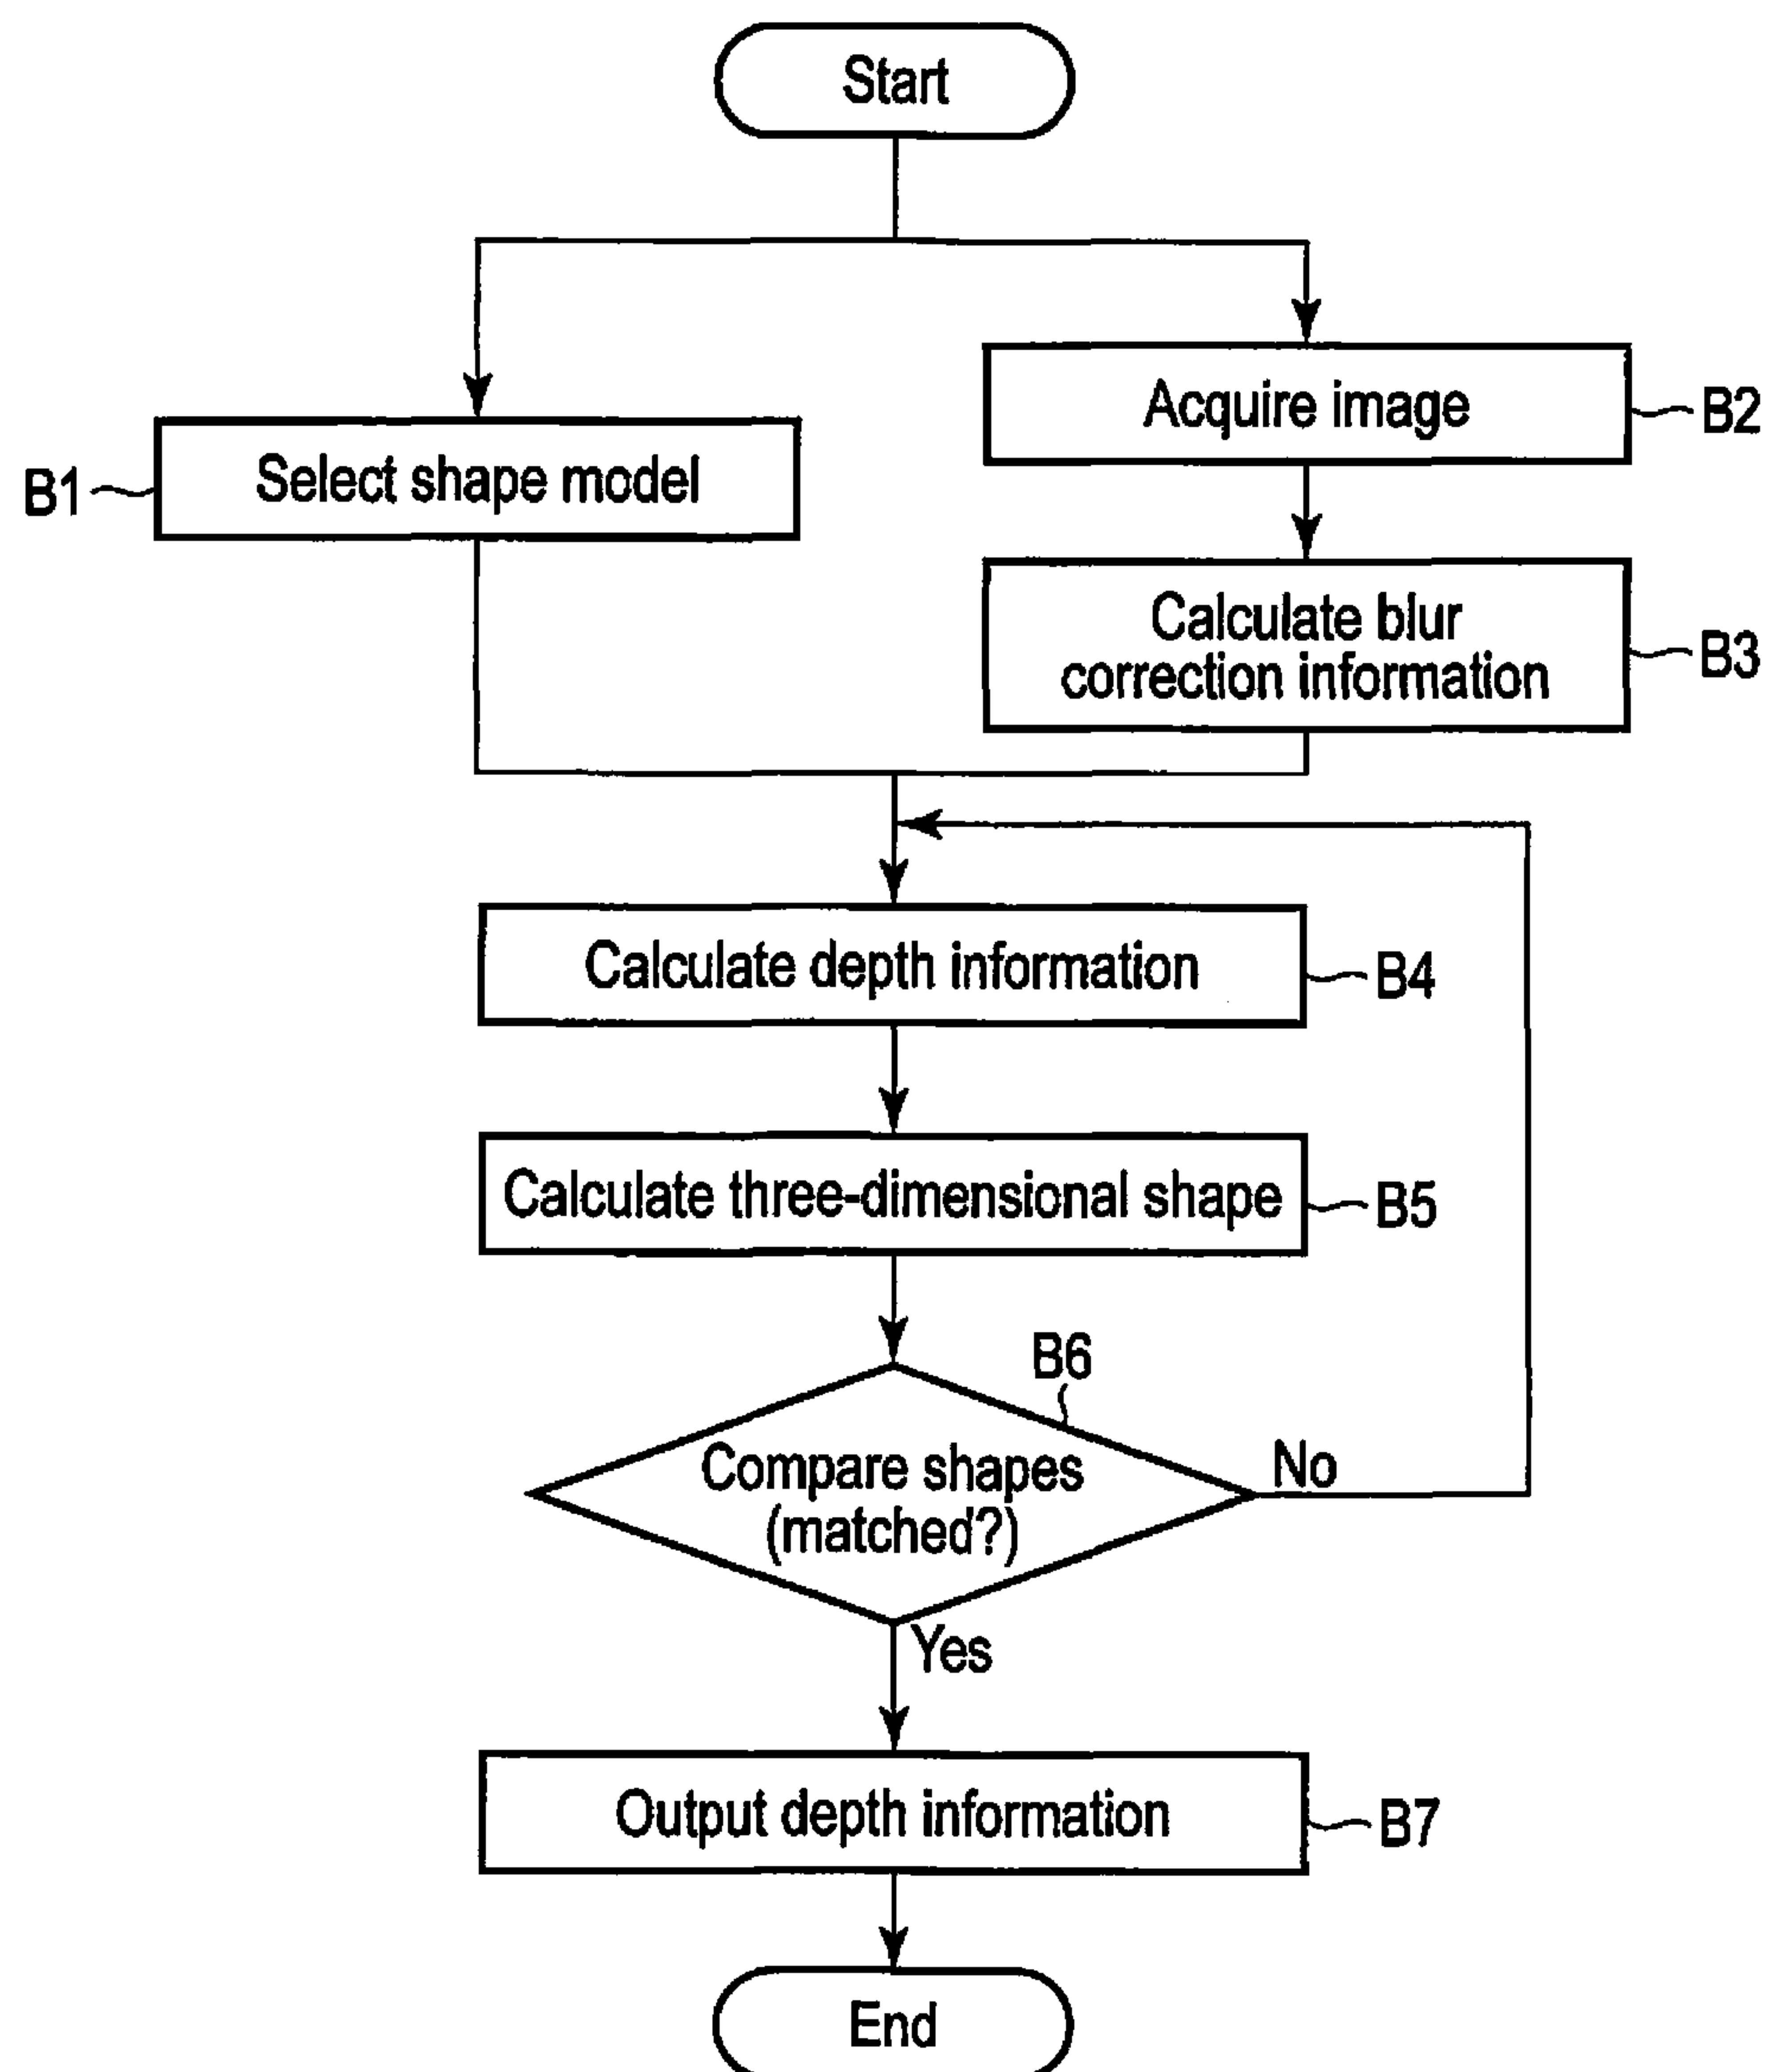 Start
Acquire image
B2
B1
Select shape model
Calculate blur
correction information
B3
Calculate depth information
B4
Calculate three-dimensional shape
B5
B6
Compare shapes
(matched?)
No
Yes
Output depth information
B7
End